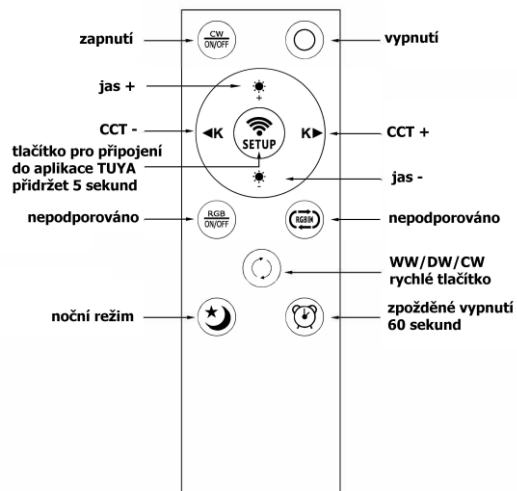 zapnutí
CW
ON/OFF
vypnutí
jas +
+
CCT -
K
SETUP
K
CCT +
tlačítko pro připojení
do aplikace TUYA
přidržet 5 sekund
-
jas -
nepodporováno
RGB
ON/OFF
RGBIK
nepodporováno
WW/DW/CW
rychlé tlačítko
noční režim
zpožděné vypnutí
60 sekund